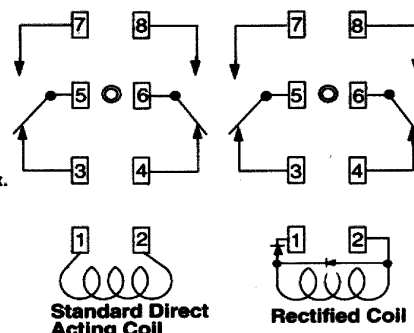 7 8 7 8
5 6 5 6
3 4 3 4
x.
1 2 1 2
Standard Direct
Acting Coil
Rectified Coil